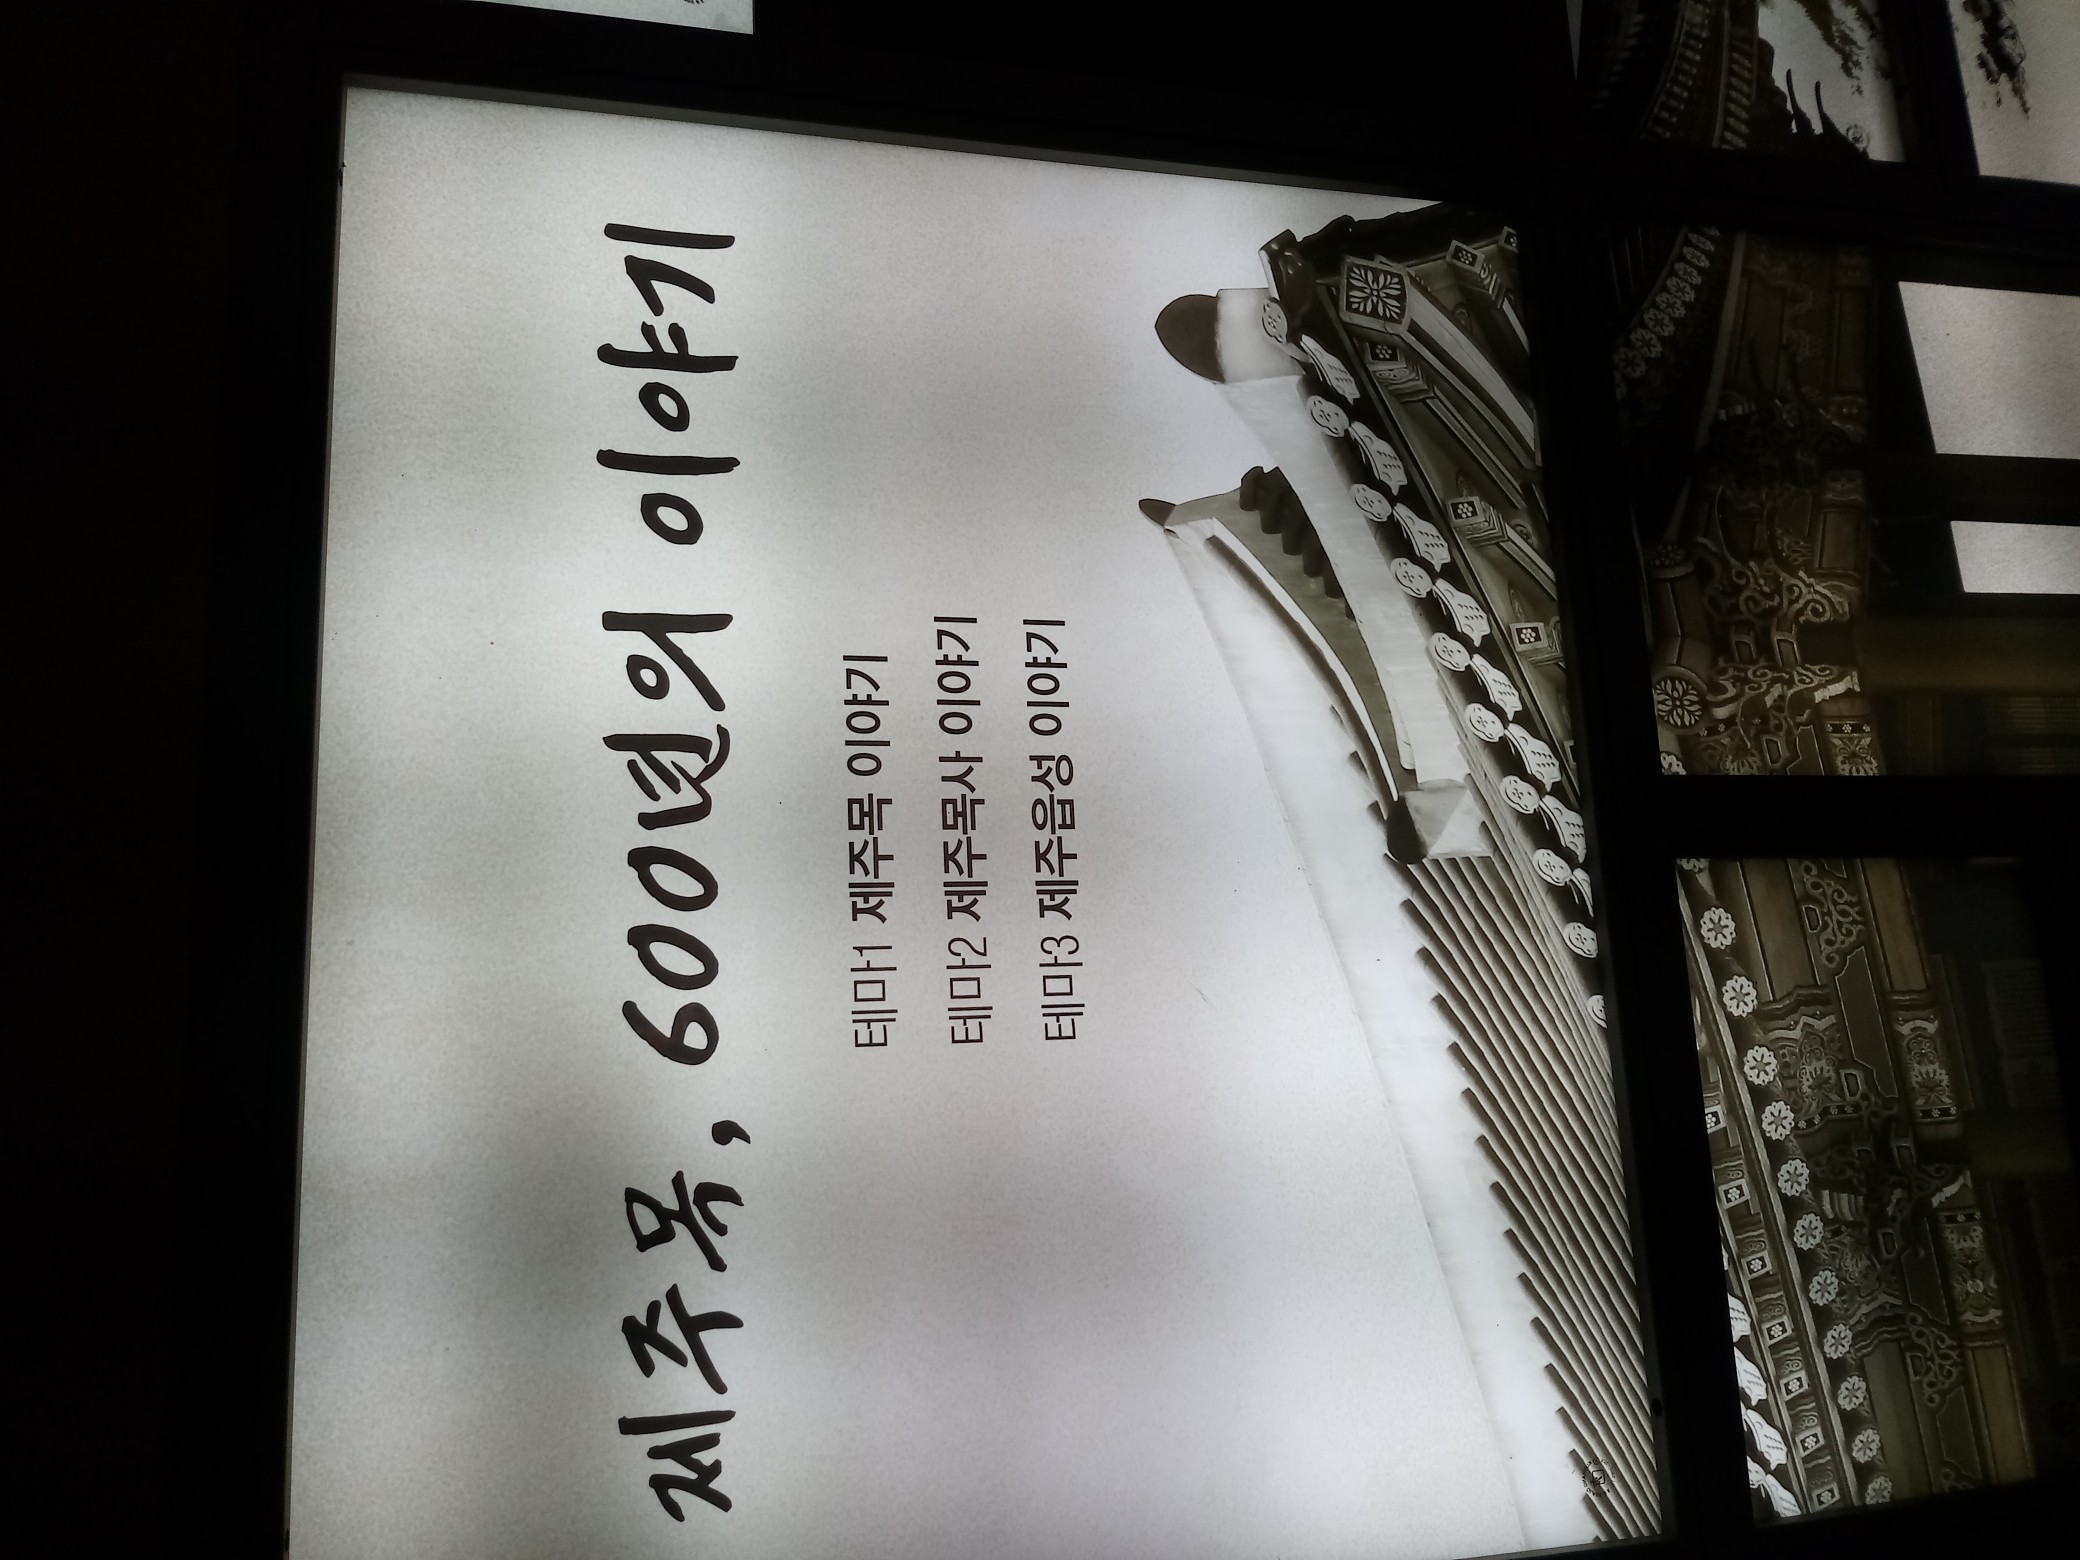 제주목, 600년의 이야기
테마1 제주목 이야기
테마2 제주목사 이야기
테마3 제주읍성 이야기